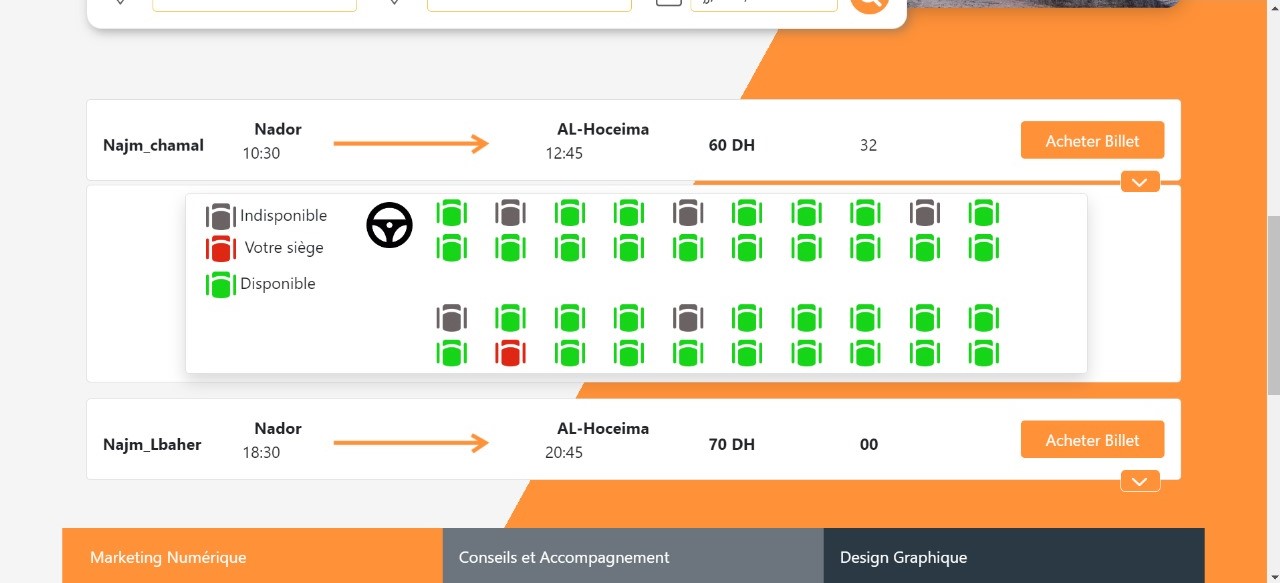 Najm_chamal Nador 10:30 AL-Hoceima 12:45 60 DH 32 Acheter Billet
Indisponible
Votre siège
Disponible
Najm_Lbaher Nador 18:30 AL-Hoceima 20:45 70 DH 00 Acheter Billet
Marketing Numérique Conseils et Accompagnement Design Graphique